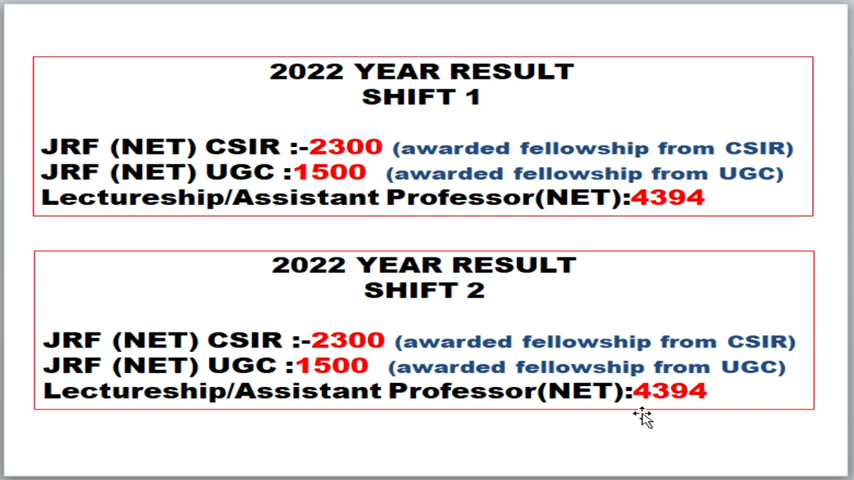 2022 YEAR RESULT
SHIFT 1
JRF (NET) CSIR :-2300 (awarded fellowship from CSIR)
JRF (NET) UGC :1500 (awarded fellowship from UGC)
Lectureship/Assistant Professor(NET):4394
2022 YEAR RESULT
SHIFT 2
JRF (NET) CSIR :-2300 (awarded fellowship from CSIR)
JRF (NET) UGC :1500 (awarded fellowship from UGC)
Lectureship/Assistant Professor(NET):4394